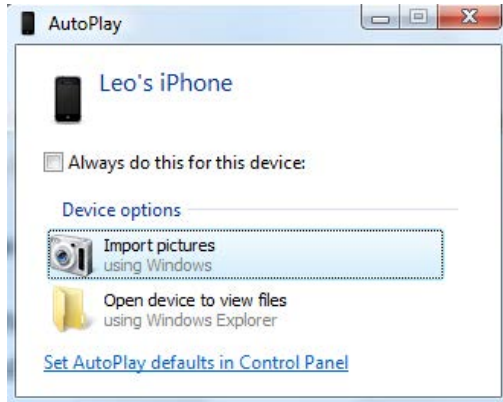 AutoPlay
Leo's iPhone
Always do this for this device:
Device options
Import pictures
using Windows
Open device to view files
using Windows Explorer
Set AutoPlay defaults in Control Panel